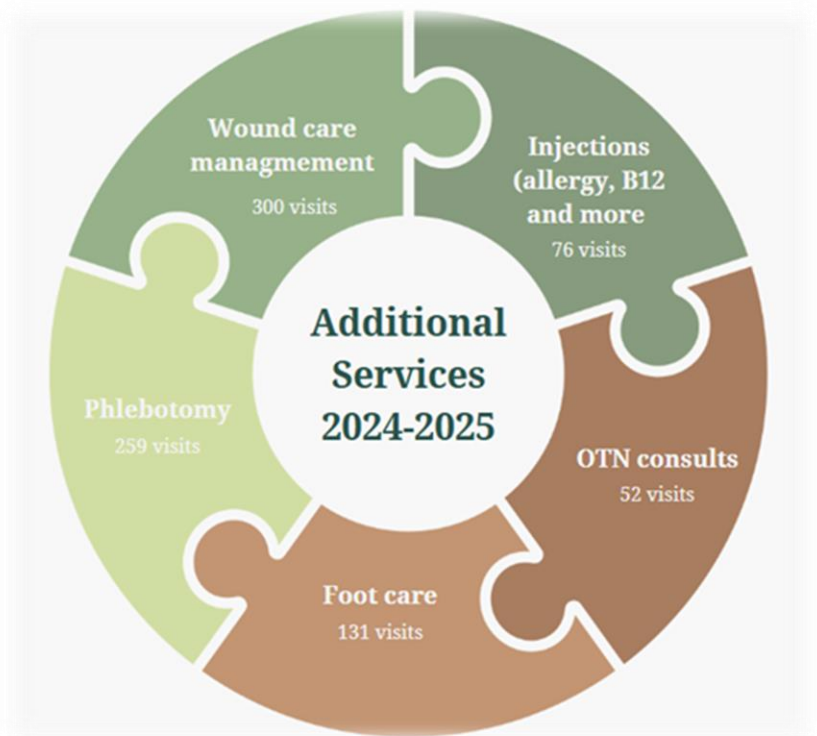 Wound care
managmement
300 visits
Injections
(allergy, B12
and more
76 visits
Additional
Services
2024-2025
Phlebotomy
259 visits
OTN consults
52 visits
Foot care
131 visits